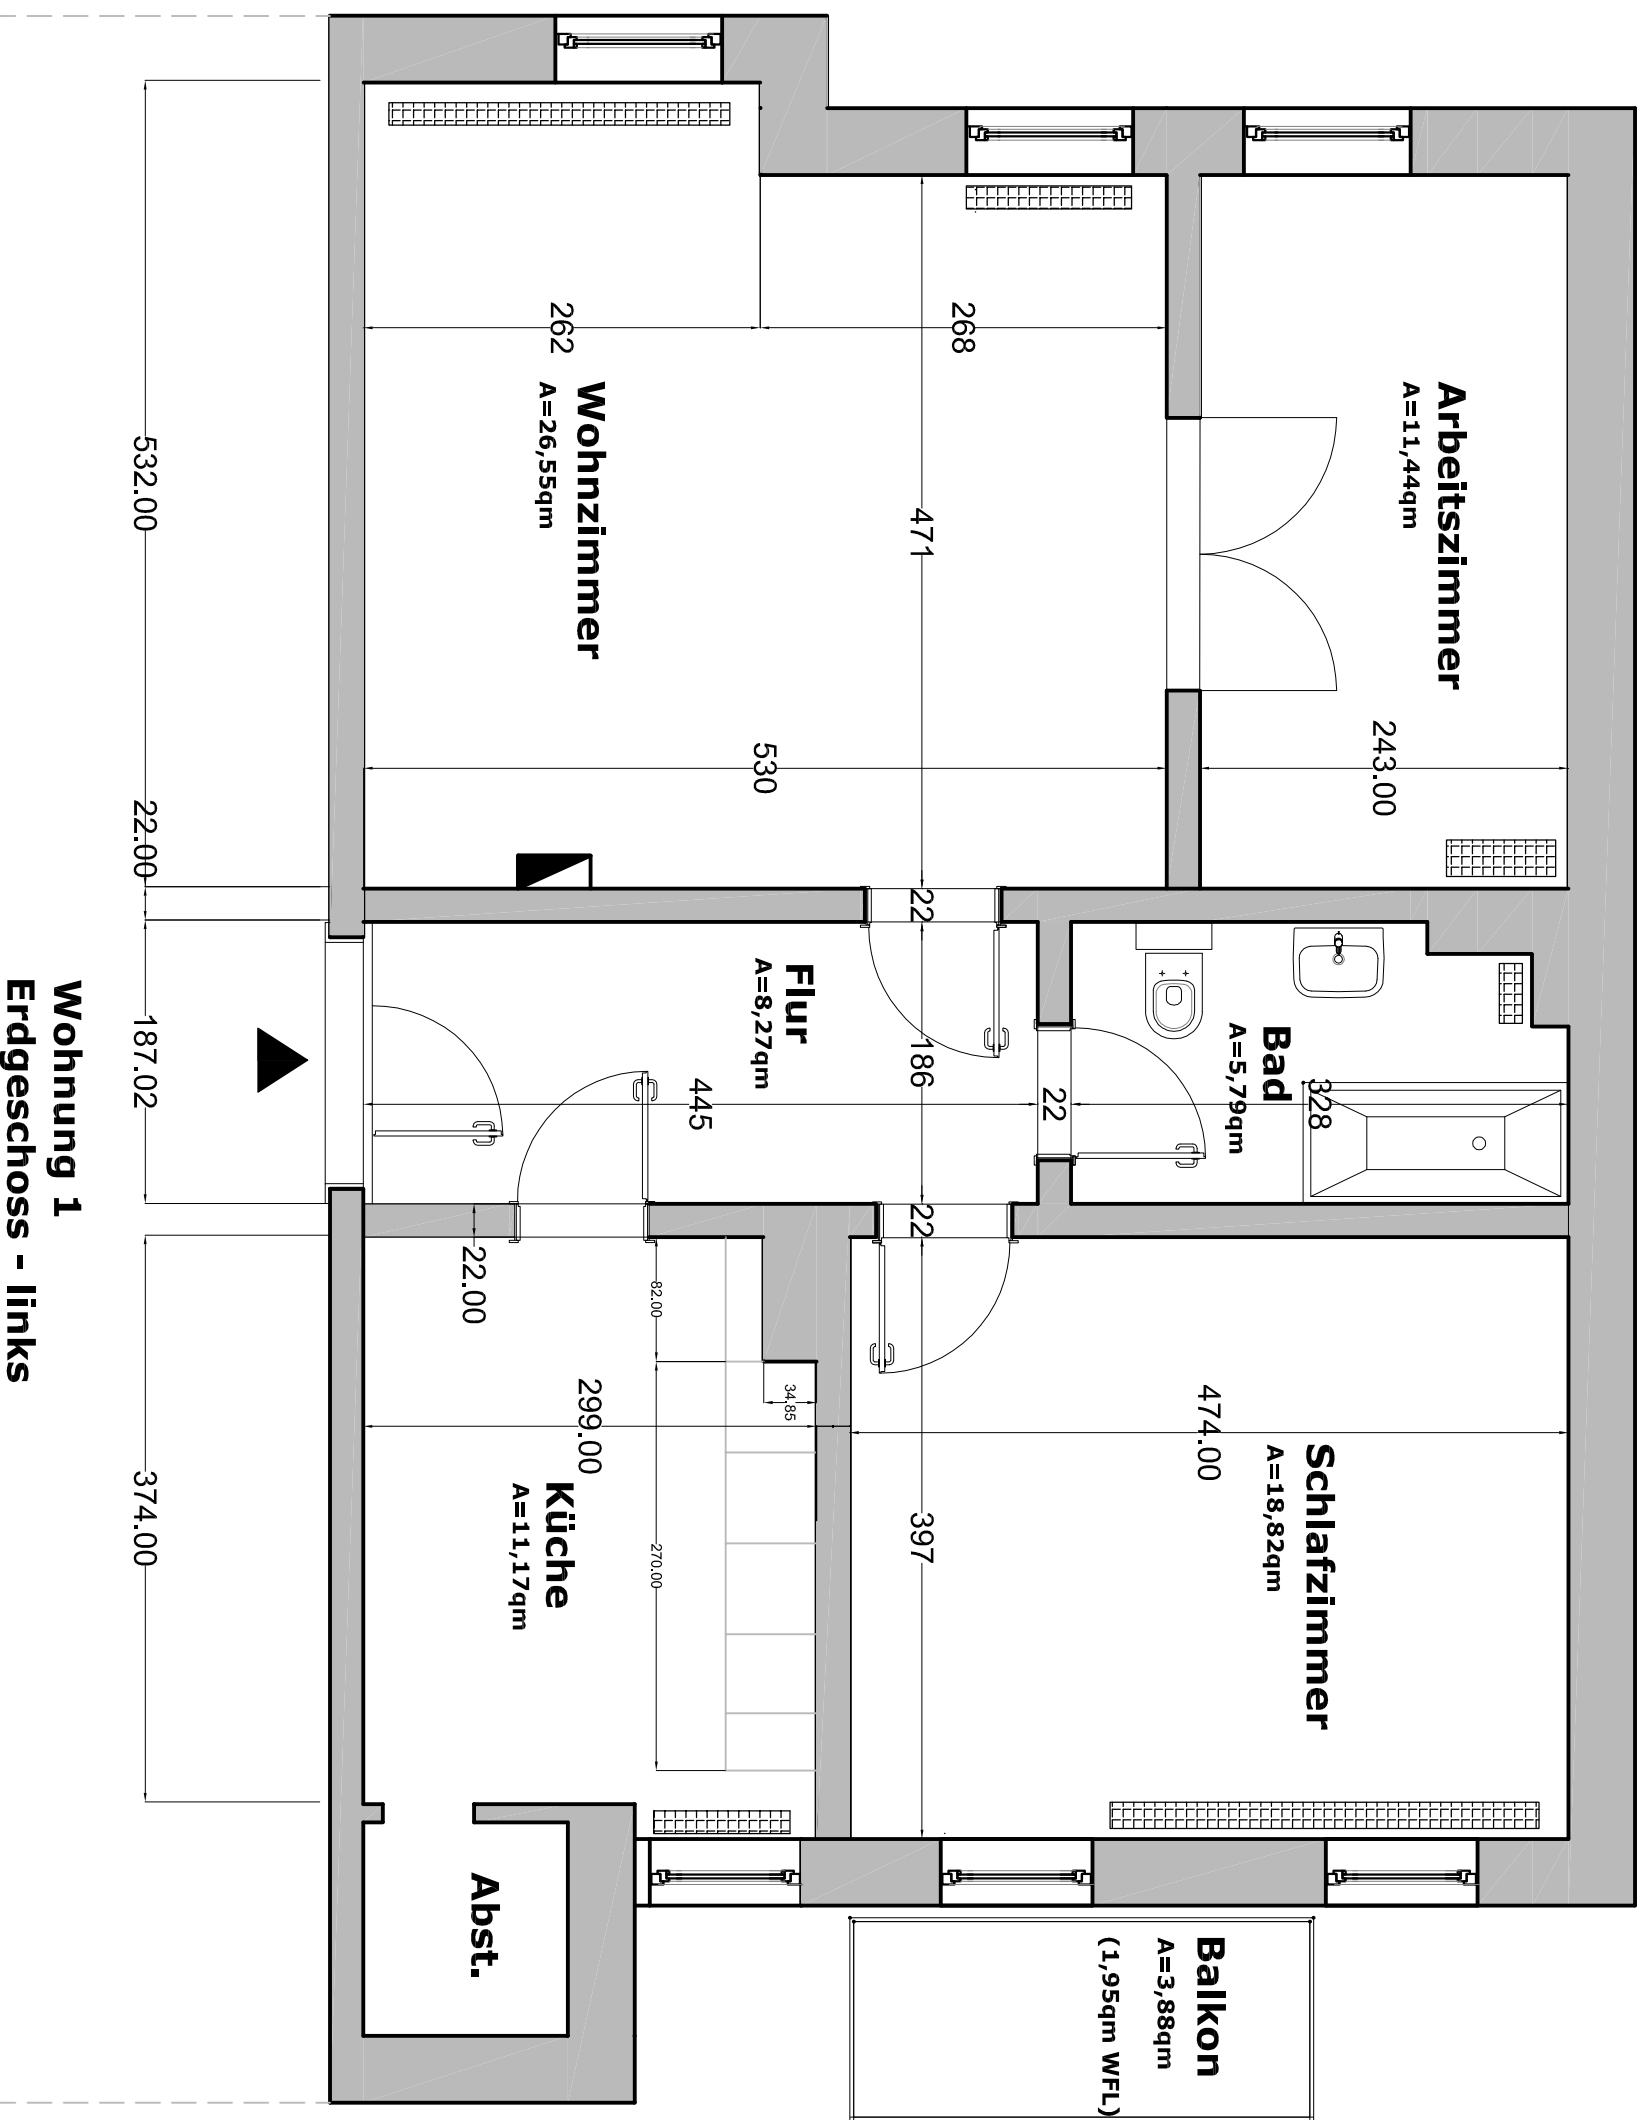 Arbeitszimmer
A=11,44qm
243.00
268
262
Wohnzimmer
A=26,55qm
471
530
532.00
22.00
22
Flur
A=8,27qm
186
445
22
Bad
A=5,79qm
328
187.02
22
22.00
82.00
34.85
299.00
270.00
Küche
A=11,17qm
474.00
Schlafzimmer
A=18,82qm
397
374.00
Abst.
Balkon
A=3,88qm
(1,95qm WFL)
Wohnung 1
Erdgeschoss - links